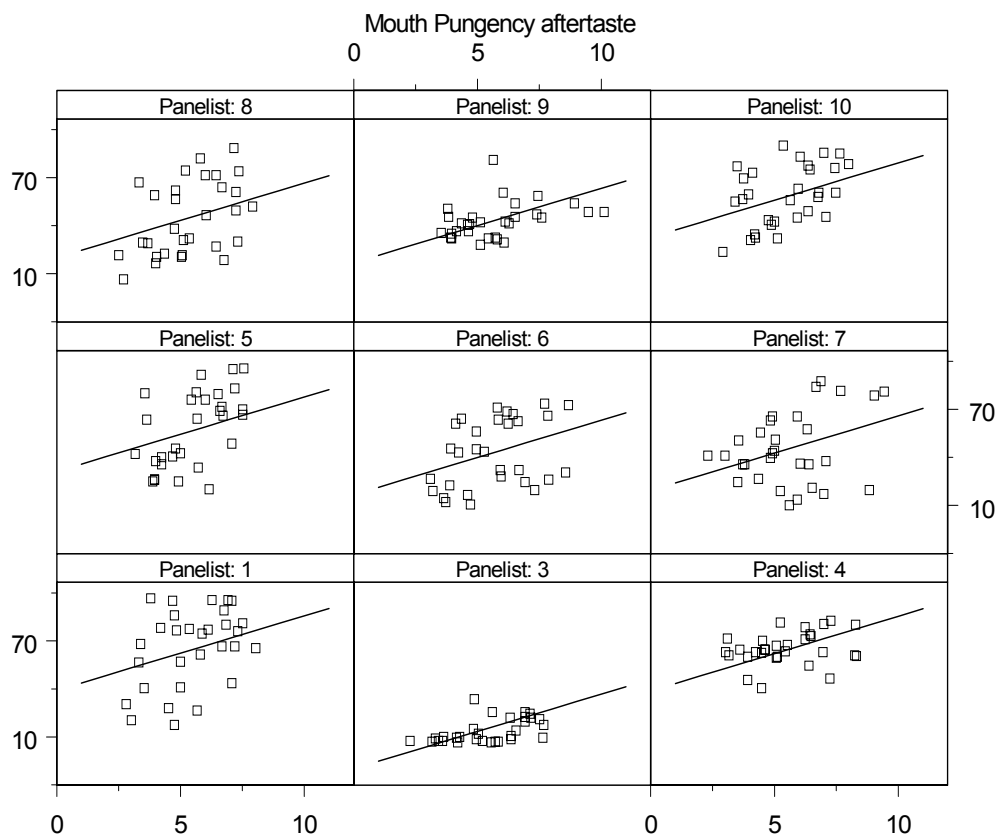 Mouth Pungency aftertaste
0 5 10
Panelist: 8 Panelist: 9 Panelist: 10
70
10
Panelist: 5 Panelist: 6 Panelist: 7
70
10
Panelist: 1 Panelist: 3 Panelist: 4
70
10
0 5 10 0 5 10